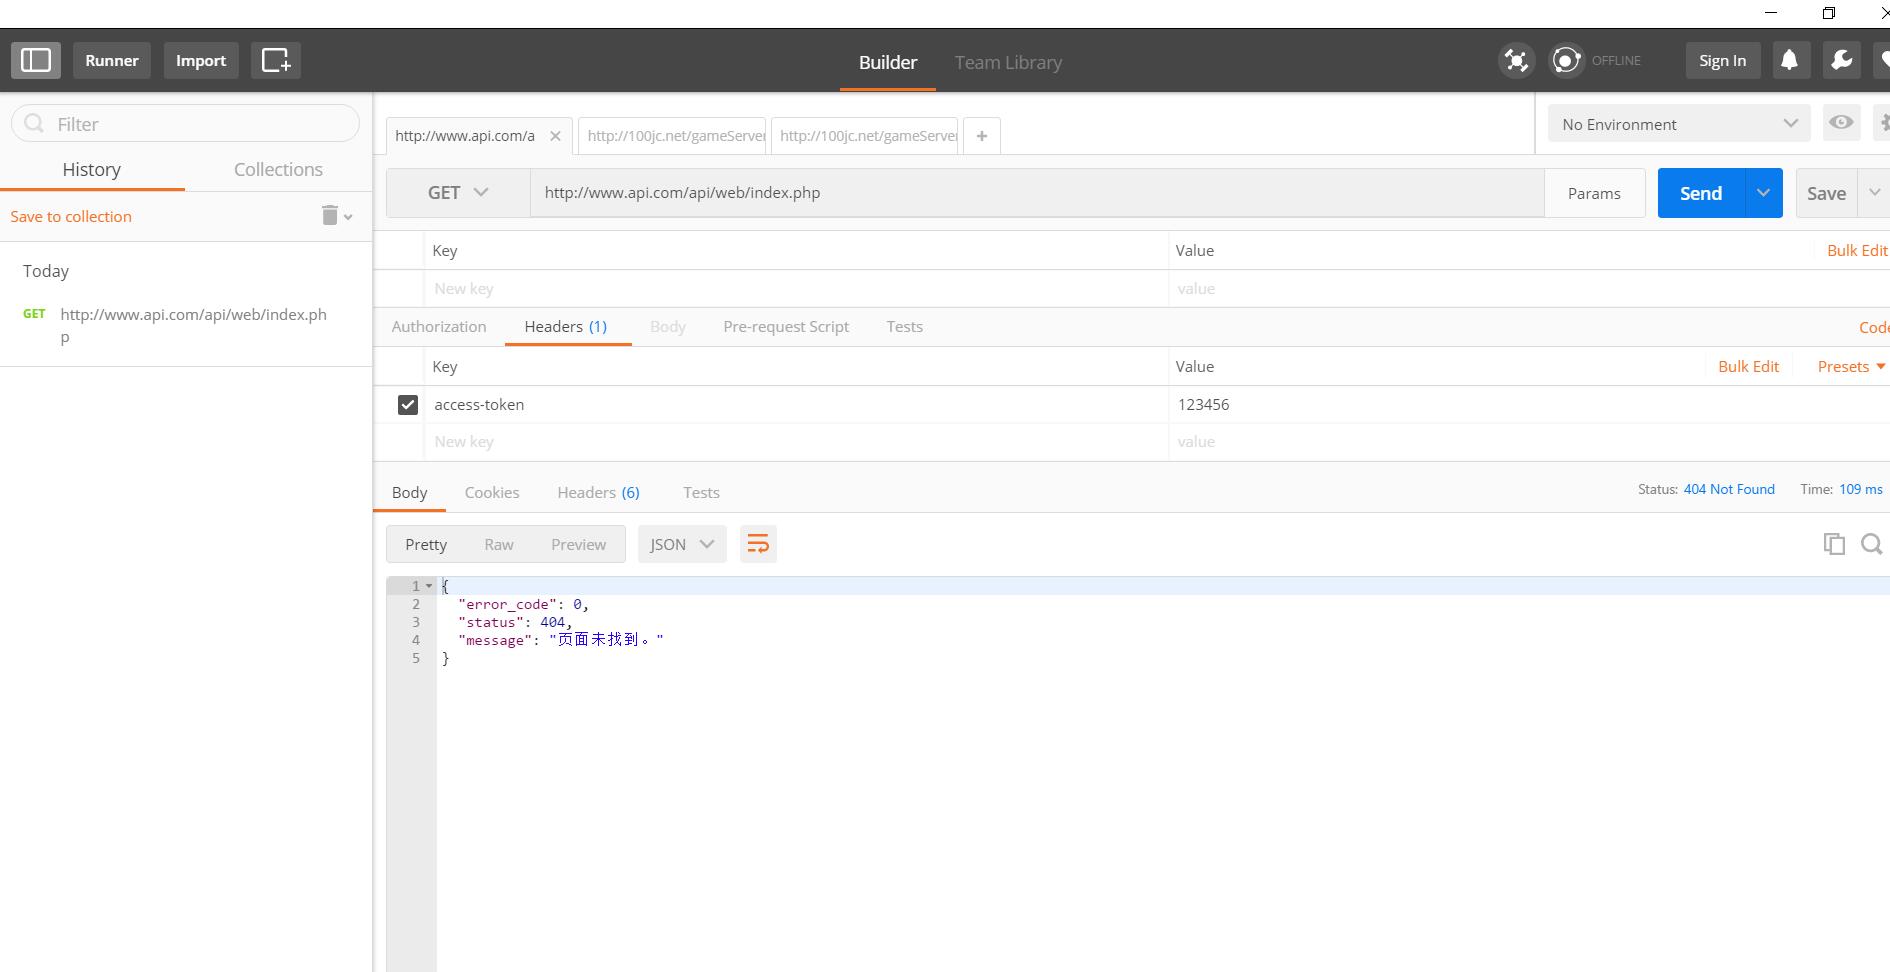 Runner Import Builder Team Library OFFLINE Sign In
Filter
History Collections
Save to collection
Today
GET http://www.api.com/api/web/index.ph
p
http://www.api.com/a http://100jc.net/gameServer http://100jc.net/gameServer + No Environment
GET http://www.api.com/api/web/index.php Params Send Save
Key Value Bulk Edit
New key value
Authorization Headers (1) Body Pre-request Script Tests Code
Key Value Bulk Edit Presets
access-token 123456
New key value
Body Cookies Headers (6) Tests Status: 404 Not Found Time: 109 ms
Pretty Raw Preview JSON
1 {
2 "error_code": 0,
3 "status": 404,
4 "message": "页面未找到。"
5 }